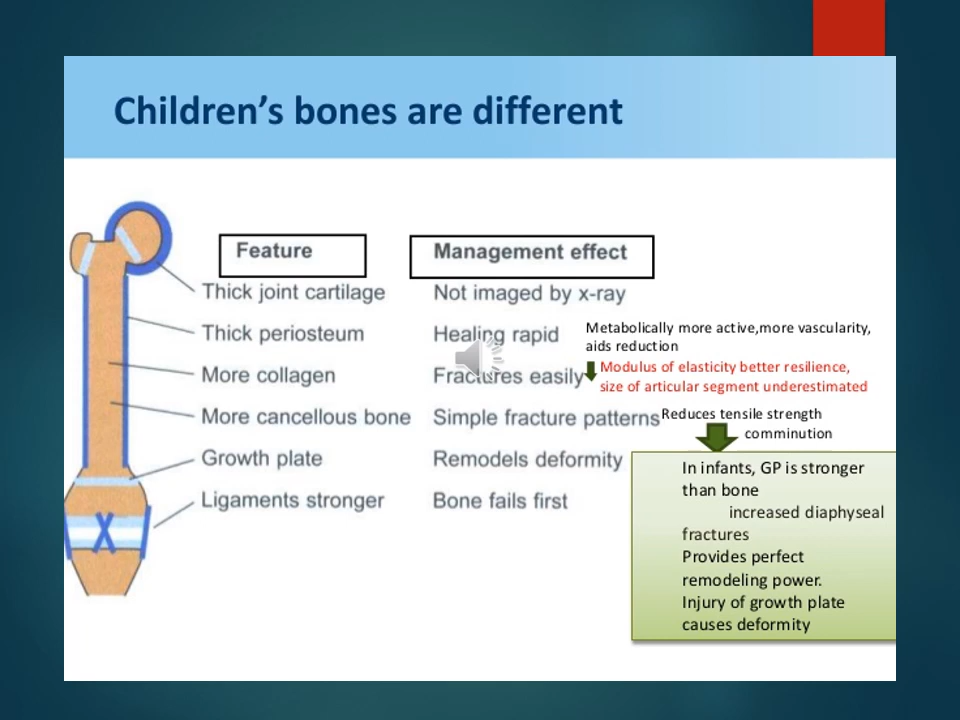 Children's bones are different
Feature
Management effect
Thick joint cartilage
Not imaged by x-ray
Thick periosteum
Healing rapid
Metabolically more active,more vascularity,
aids reduction
More collagen
Fractures easily
Modulus of elasticity better resilience,
size of articular segment underestimated
More cancellous bone
Simple fracture patterns
Reduces tensile strength
comminution
Growth plate
Remodels deformity
In infants, GP is stronger
than bone
increased diaphyseal
fractures
Provides perfect
remodeling power.
Injury of growth plate
causes deformity
Ligaments stronger
Bone fails first